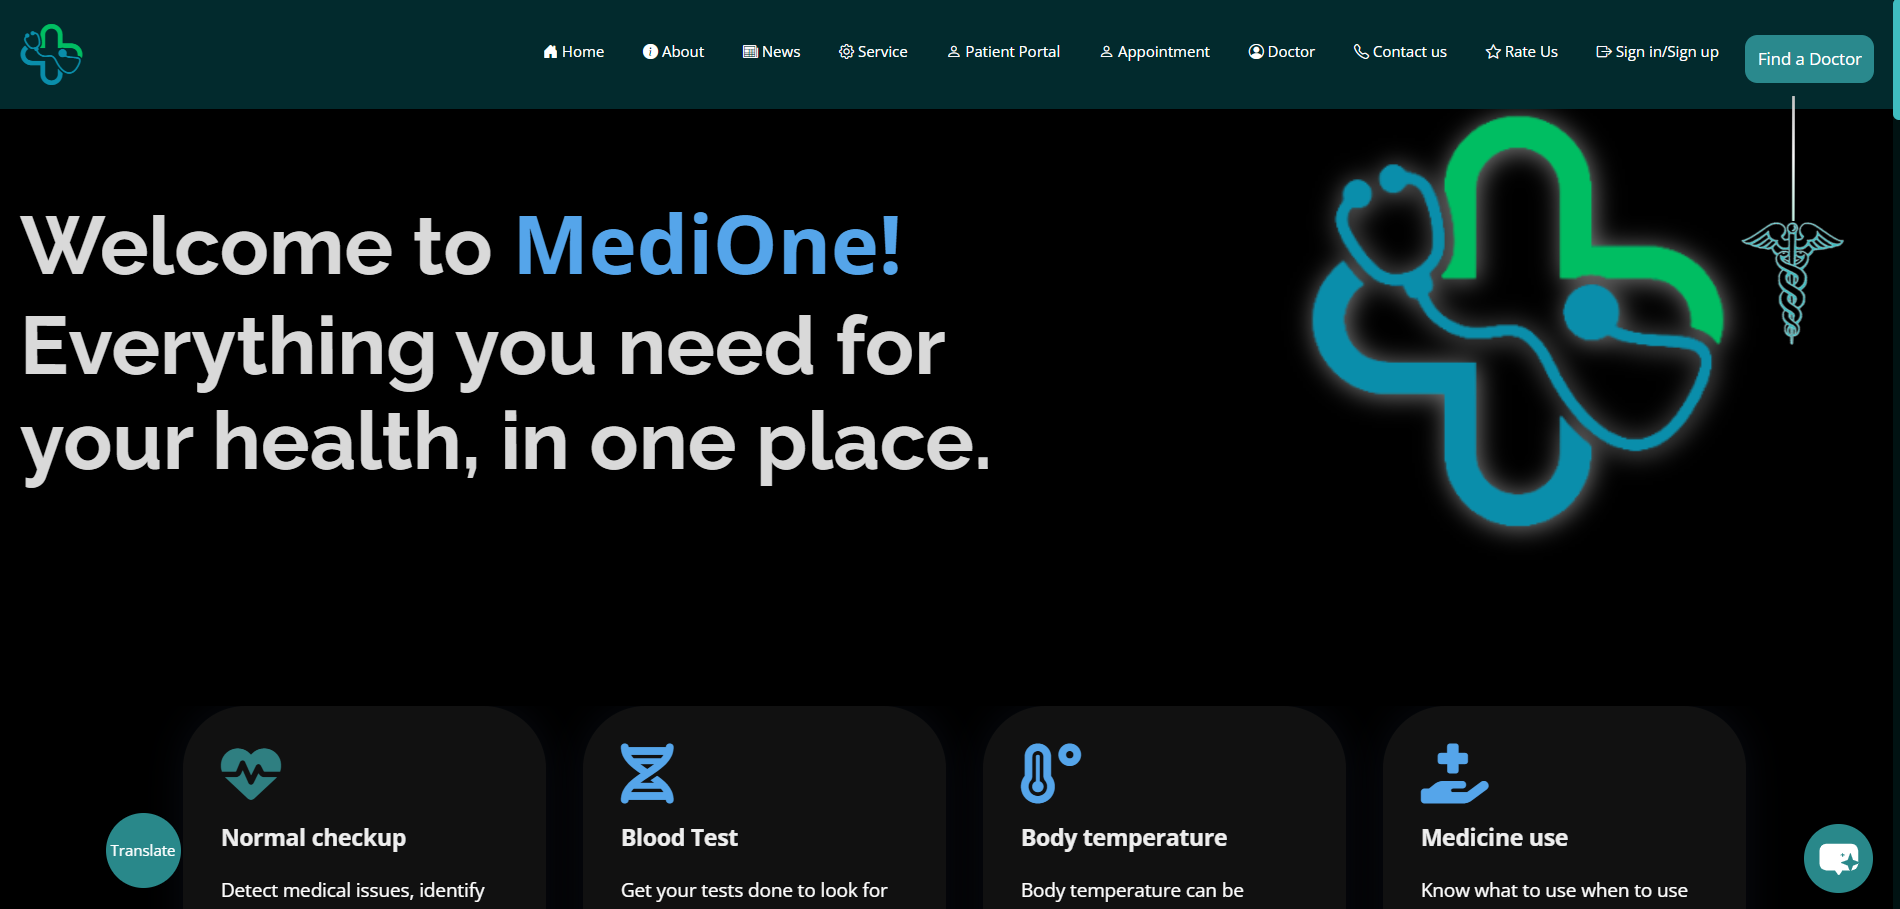 Home About News Service Patient Portal Appointment Doctor Contact us Rate Us Sign in/Sign up Find a Doctor
Welcome to MediOne!
Everything you need for
your health, in one place.
Normal checkup
Detect medical issues, identify
Blood Test
Get your tests done to look for
Body temperature
Body temperature can be
Medicine use
Know what to use when to use
Translate